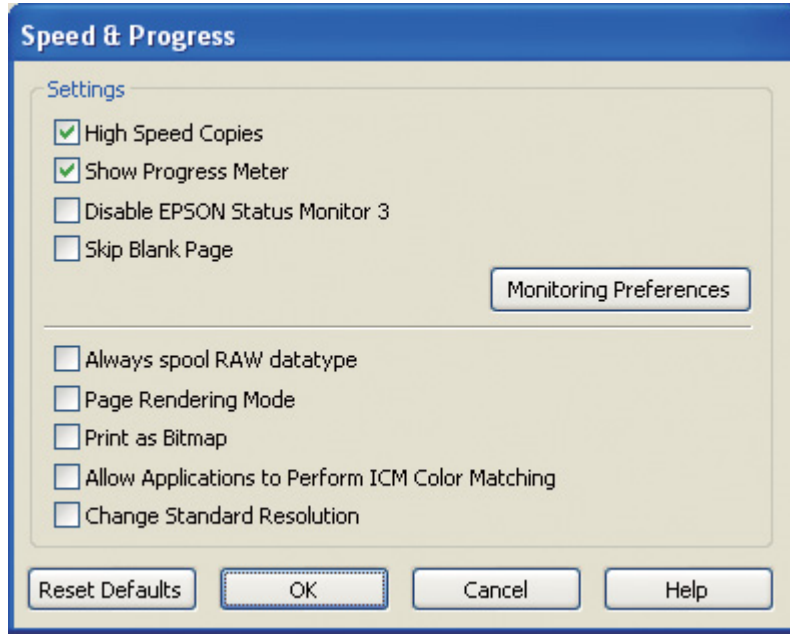 Speed & Progress
Settings
High Speed Copies
Show Progress Meter
Disable EPSON Status Monitor 3
Skip Blank Page
Monitoring Preferences
Always spool RAW datatype
Page Rendering Mode
Print as Bitmap
Allow Applications to Perform ICM Color Matching
Change Standard Resolution
Reset Defaults OK Cancel Help